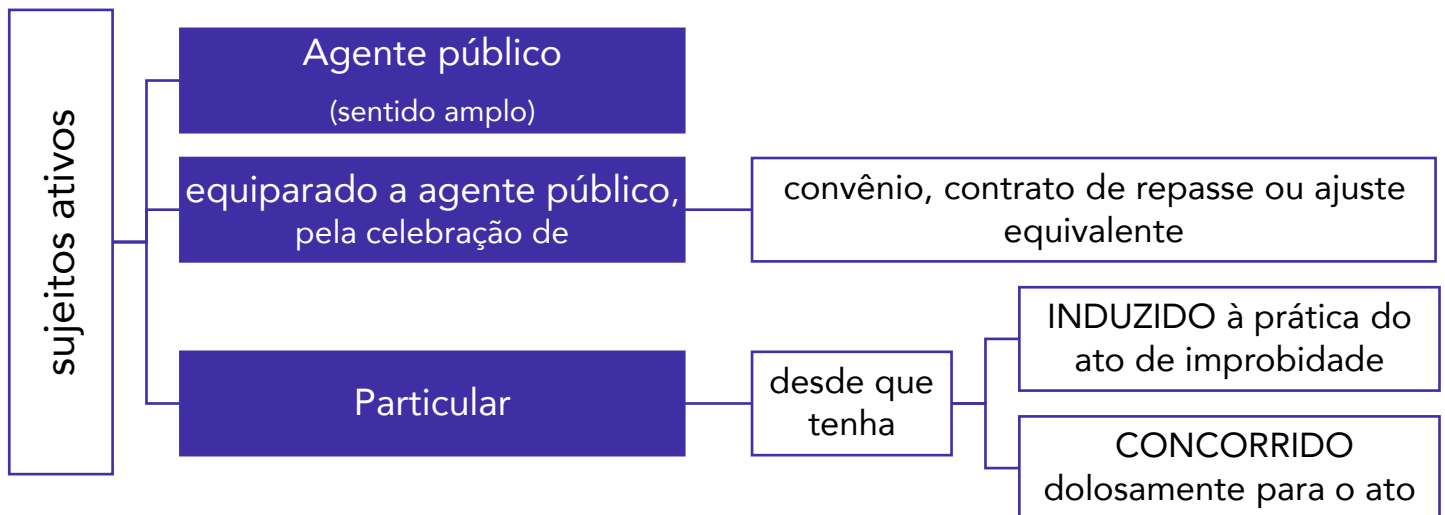 sujeitos ativos
Agente público
(sentido amplo)
equiparado a agente público,
pela celebração de
convênio, contrato de repasse ou ajuste
equivalente
Particular
desde que
tenha
INDUZIDO à prática do
ato de improbidade
CONCORRIDO
dolosamente para o ato